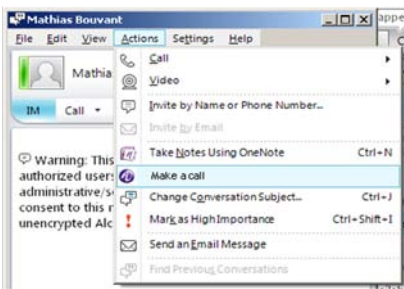 Mathias Bouvant
appe
File Edit View Actions Settings Help
Mathia
IM Call
Call
Video
Invite by Name or Phone Number...
Invite by Email
Take Notes Using OneNote Ctrl+N
Make a call
Change Conversation Subject... Ctrl+J
Mark as High Importance Ctrl+Shift+I
Send an Email Message
Find Previous Conversations
Warning: This
authorized user
administrative/s
consent to this r
unencrypted Alc